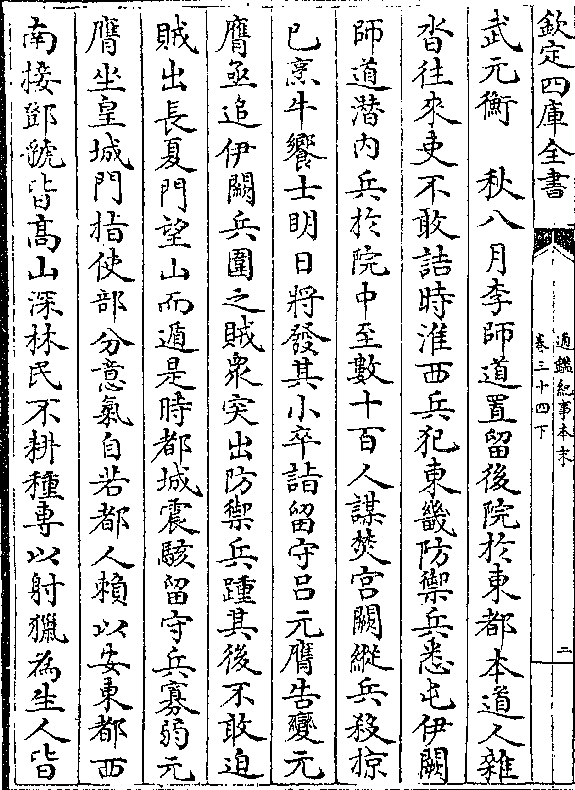 欽定四庫全書
通鑑紀事本末
卷三十四下
二
武元衡　秋八月李師道置留後院於東都本道人雜
沓往來吏不敢詰時淮西兵犯東畿防禦兵悉屯伊闕
師道潛内兵於院中至數十百人謀焚宫闕縱兵殺掠
已烹牛饗士明日將發其小卒詣留守吕元膺告變元
膺亟追伊闕兵圍之賊衆突出防禦兵踵其後不敢迫
賊出長夏門望山而遁是時都城震駭留守兵寡弱元
膺坐皇城門指使部分意氣自若都人賴以安東都西
南接鄧虢皆高山深林民不耕種専以射獵為生人皆